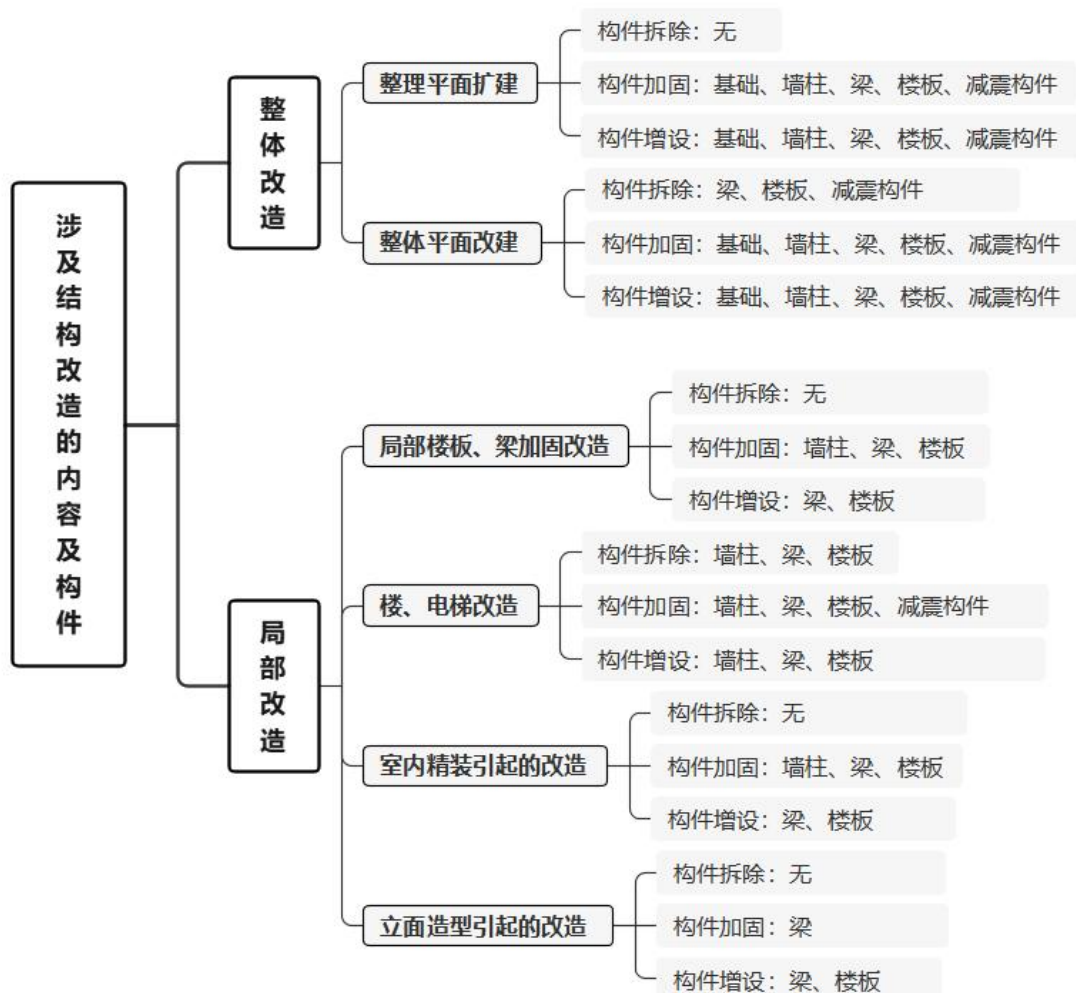 涉及结构改造的内容及构件
整体改造
整理平面扩建
构件拆除：无
构件加固：基础、墙柱、梁、楼板、减震构件
构件增设：基础、墙柱、梁、楼板、减震构件
整体平面改建
构件拆除：梁、楼板、减震构件
构件加固：基础、墙柱、梁、楼板、减震构件
构件增设：基础、墙柱、梁、楼板、减震构件
局部改造
局部楼板、梁加固改造
构件拆除：无
构件加固：墙柱、梁、楼板
构件增设：梁、楼板
楼、电梯改造
构件拆除：墙柱、梁、楼板
构件加固：墙柱、梁、楼板、减震构件
构件增设：墙柱、梁、楼板
室内精装引起的改造
构件拆除：无
构件加固：墙柱、梁、楼板
构件增设：梁、楼板
立面造型引起的改造
构件拆除：无
构件加固：梁
构件增设：梁、楼板